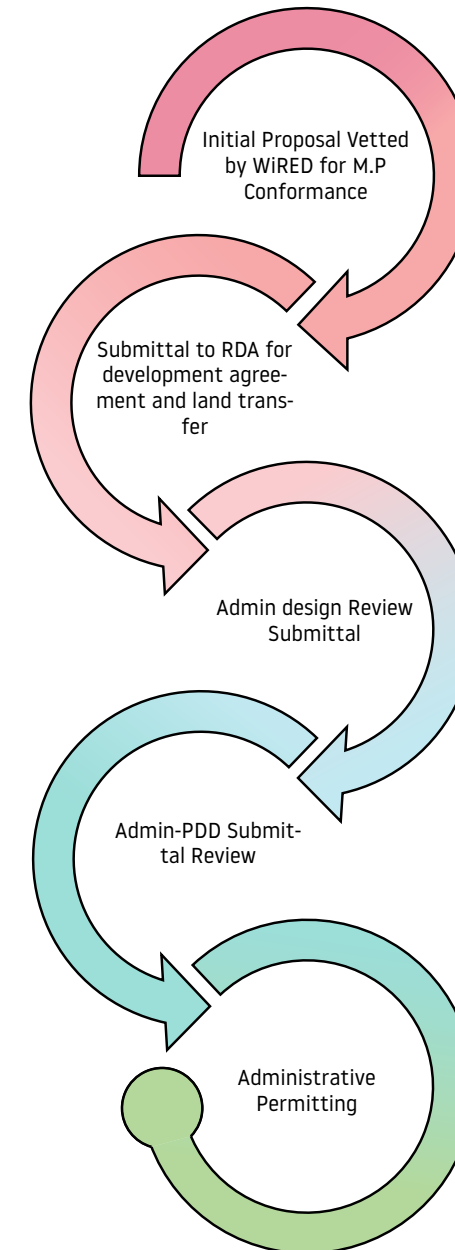 Initial Proposal Vetted
by WiRED for M.P
Conformance
Submittal to RDA for
development agree-
ment and land trans-
fer
Admin design Review
Submittal
Admin-PDD Submit-
tal Review
Administrative
Permitting